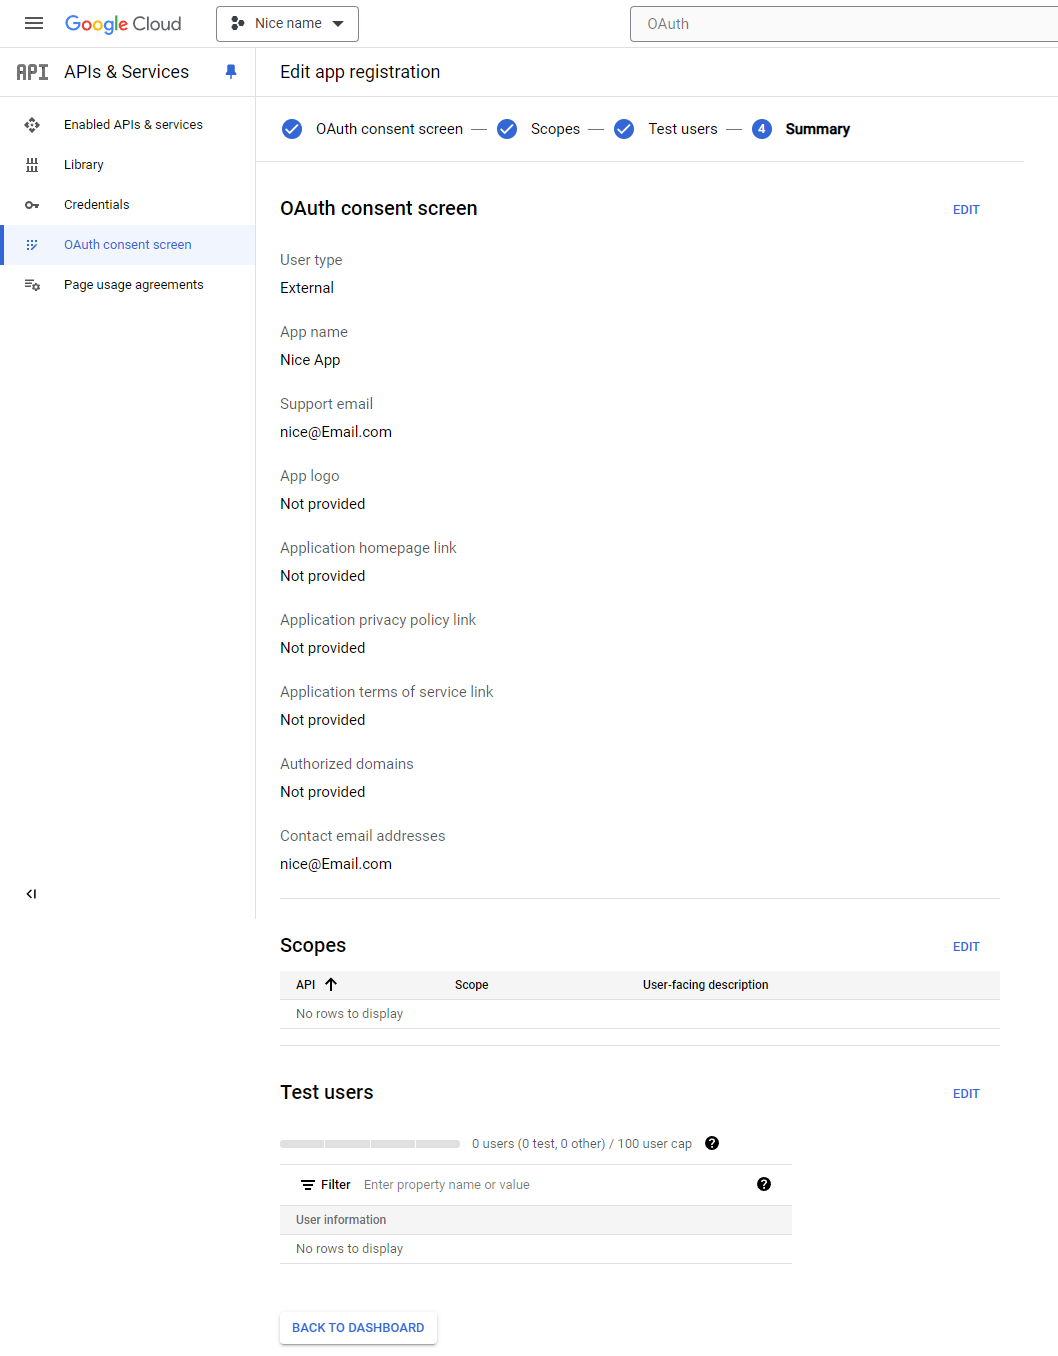 Google Cloud Nice name OAuth
API APIs & Services Edit app registration
Enabled APIs & services
Library
Credentials
OAuth consent screen
Page usage agreements
OAuth consent screen Scopes Test users 4 Summary
OAuth consent screen EDIT
User type
External
App name
Nice App
Support email
nice@Email.com
App logo
Not provided
Application homepage link
Not provided
Application privacy policy link
Not provided
Application terms of service link
Not provided
Authorized domains
Not provided
Contact email addresses
nice@Email.com
Scopes EDIT
API Scope User-facing description
No rows to display
Test users EDIT
0 users (0 test, 0 other) / 100 user cap ?
Filter Enter property name or value ?
User information
No rows to display
BACK TO DASHBOARD